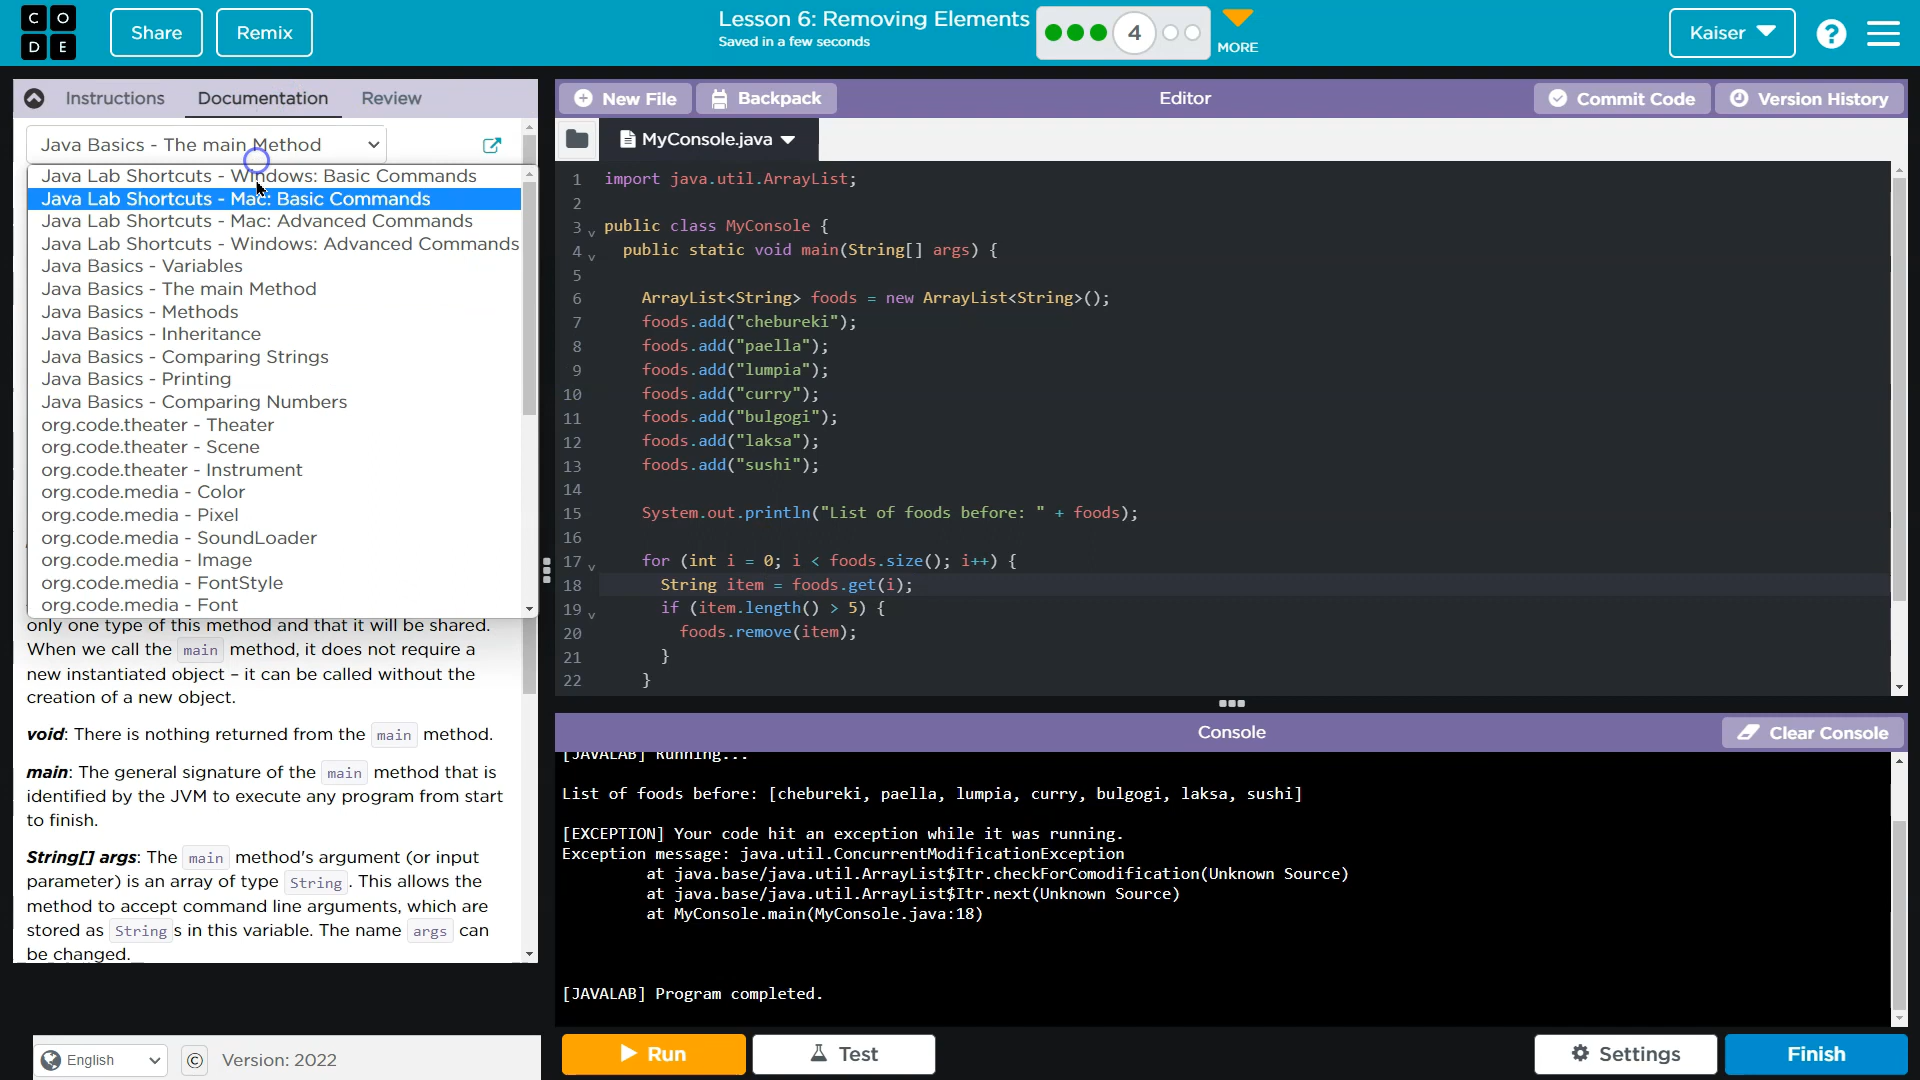 CO
DE
Share
Remix
Lesson 6: Removing Elements
Saved in a few seconds
4
MORE
Kaiser
?
Instructions
Documentation
Review
Java Basics - The main Method
Java Lab Shortcuts - Windows: Basic Commands
Java Lab Shortcuts - Mac: Basic Commands
Java Lab Shortcuts - Mac: Advanced Commands
Java Lab Shortcuts - Windows: Advanced Commands
Java Basics - Variables
Java Basics - The main Method
Java Basics - Methods
Java Basics - Inheritance
Java Basics - Comparing Strings
Java Basics - Printing
Java Basics - Comparing Numbers
org.code.theater - Theater
org.code.theater - Scene
org.code.theater - Instrument
org.code.media - Color
org.code.media - Pixel
org.code.media - SoundLoader
org.code.media - Image
org.code.media - FontStyle
org.code.media - Font
only one type of this method and that it will be shared.
When we call the main method, it does not require a
new instantiated object – it can be called without the
creation of a new object.
void: There is nothing returned from the main method.
main: The general signature of the main method that is
identified by the JVM to execute any program from start
to finish.
String[] args: The main method's argument (or input
parameter) is an array of type String. This allows the
method to accept command line arguments, which are
stored as Strings in this variable. The name args can
be changed.
English
©
Version: 2022
New File
Backpack
Editor
Commit Code
Version History
MyConsole.java
1 import java.util.ArrayList;
2
3 public class MyConsole {
4 public static void main(String[] args) {
5
6 ArrayList<String> foods = new ArrayList<String>();
7 foods.add("chebureki");
8 foods.add("paella");
9 foods.add("lumpia");
10 foods.add("curry");
11 foods.add("bulgogi");
12 foods.add("laksa");
13 foods.add("sushi");
14
15 System.out.println("List of foods before: " + foods);
16
17 for (int i = 0; i < foods.size(); i++) {
18 String item = foods.get(i);
19 if (item.length() > 5) {
20 foods.remove(item);
21 }
22 }
Console
Clear Console
[JAVALAB] Running...
List of foods before: [chebureki, paella, lumpia, curry, bulgogi, laksa, sushi]
[EXCEPTION] Your code hit an exception while it was running.
Exception message: java.util.ConcurrentModificationException
at java.base/java.util.ArrayList$Itr.checkForComodification(Unknown Source)
at java.base/java.util.ArrayList$Itr.next(Unknown Source)
at MyConsole.main(MyConsole.java:18)
[JAVALAB] Program completed.
Run
Test
Settings
Finish